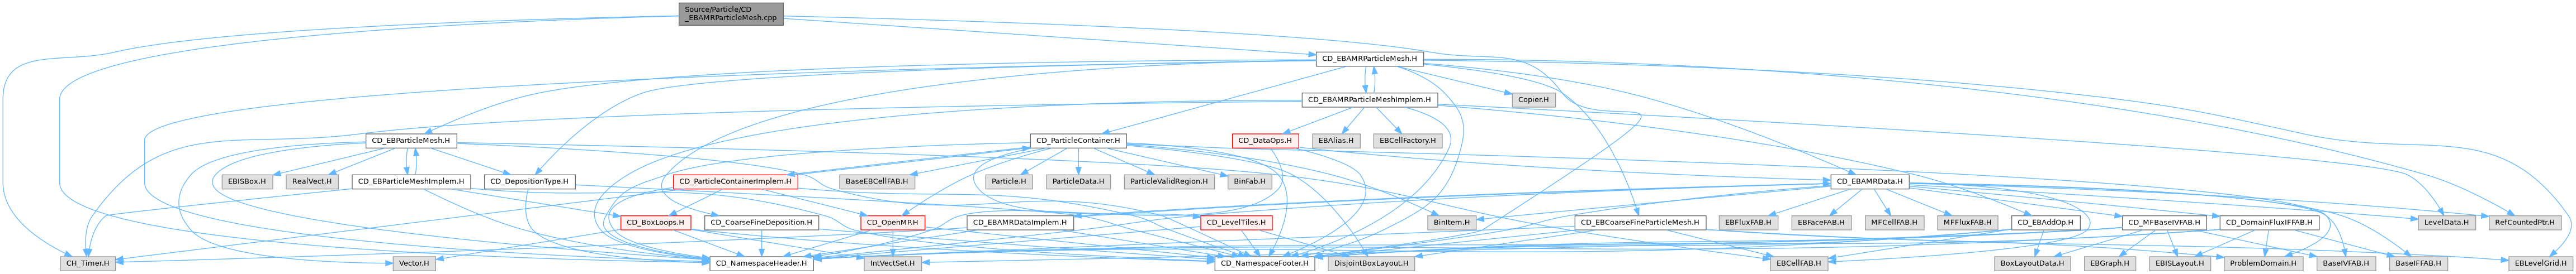 Source/Particle/CD
_EBAMRParticleMesh.cpp
CD_EBAMRParticleMesh.H
CD_EBAMRParticleMeshImplem.H
Copier.H
CD_EBParticleMesh.H
CD_ParticleContainer.H
CD_DataOps.H
EBAlias.H
EBCellFactory.H
EBISBox.H
RealVect.H
CD_EBParticleMeshImplem.H
CD_DepositionType.H
CD_ParticleContainerImplem.H
BaseEBCellFAB.H
Particle.H
ParticleData.H
ParticleValidRegion.H
BinFab.H
CD_EBAMRData.H
CD_BoxLoops.H
CD_CoarseFineDeposition.H
CD_OpenMP.H
CD_EBAMRDataImplem.H
CD_LevelTiles.H
BinItem.H
CD_EBCoarseFineParticleMesh.H
EBFluxFAB.H
EBFaceFAB.H
MFCellFAB.H
MFFluxFAB.H
CD_EBAddOp.H
CD_MFBaseIVFAB.H
CD_DomainFluxIFFAB.H
LevelData.H
RefCountedPtr.H
CH_Timer.H
Vector.H
CD_NamespaceHeader.H
IntVectSet.H
CD_NamespaceFooter.H
DisjointBoxLayout.H
EBCellFAB.H
BoxLayoutData.H
EBGraph.H
EBISLayout.H
ProblemDomain.H
BaseIVFAB.H
BaseIFFAB.H
EBLevelGrid.H